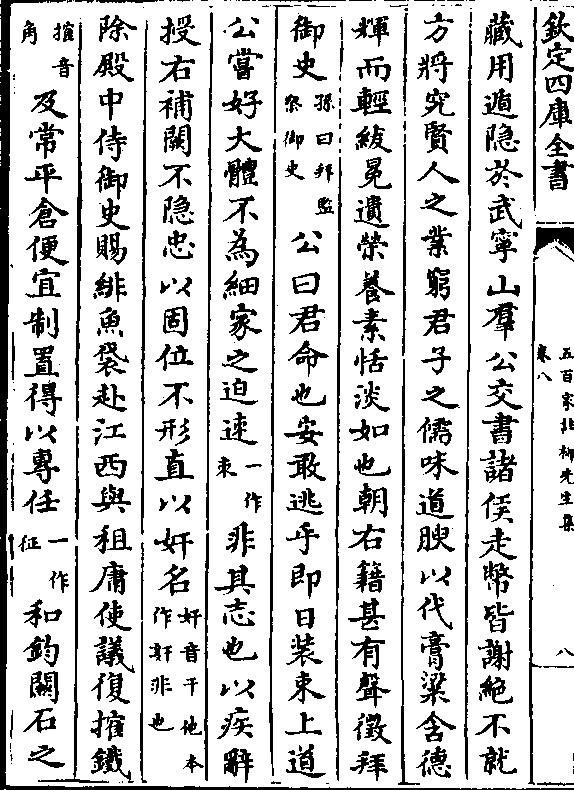 欽定四庫全書
五百家註柳先生集
卷八
八
藏用遁隐於武寧山羣公交書諸侯走幣皆謝絶不就
方將究賢人之業窮君子之儒味道腴以代膏粱含德
輝而輕紱冕遺榮養素恬淡如也朝右籍甚有聲徵拜
御史孫曰拜監察御史公曰君命也安敢逃乎即日装束上道
公嘗好大體不為細家之迫速一作束非其志也以疾辭
授右補闕不隐忠以固位不形直以奸名奸音干他本作奸非也
除殿中侍御史賜緋魚袋赴江西與租庸使議復搉鐵
搉音角及常平倉便宜制置得以專任一作征和鈞關石之